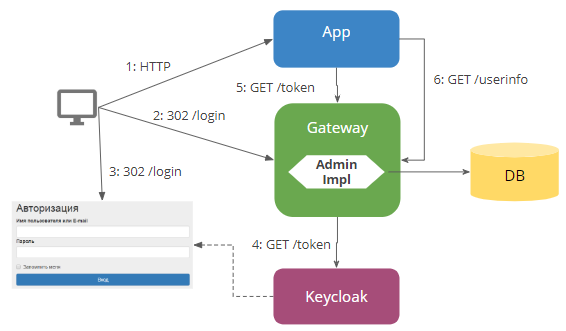 App
1: HTTP
6: GET /userinfo
5: GET /token
2: 302 /login
Gateway
Admin
Impl
3: 302 /login
DB
Авторизация
Имя пользователя или E-mail
Пароль
Запомнить меня
Вход
4: GET /token
Keycloak